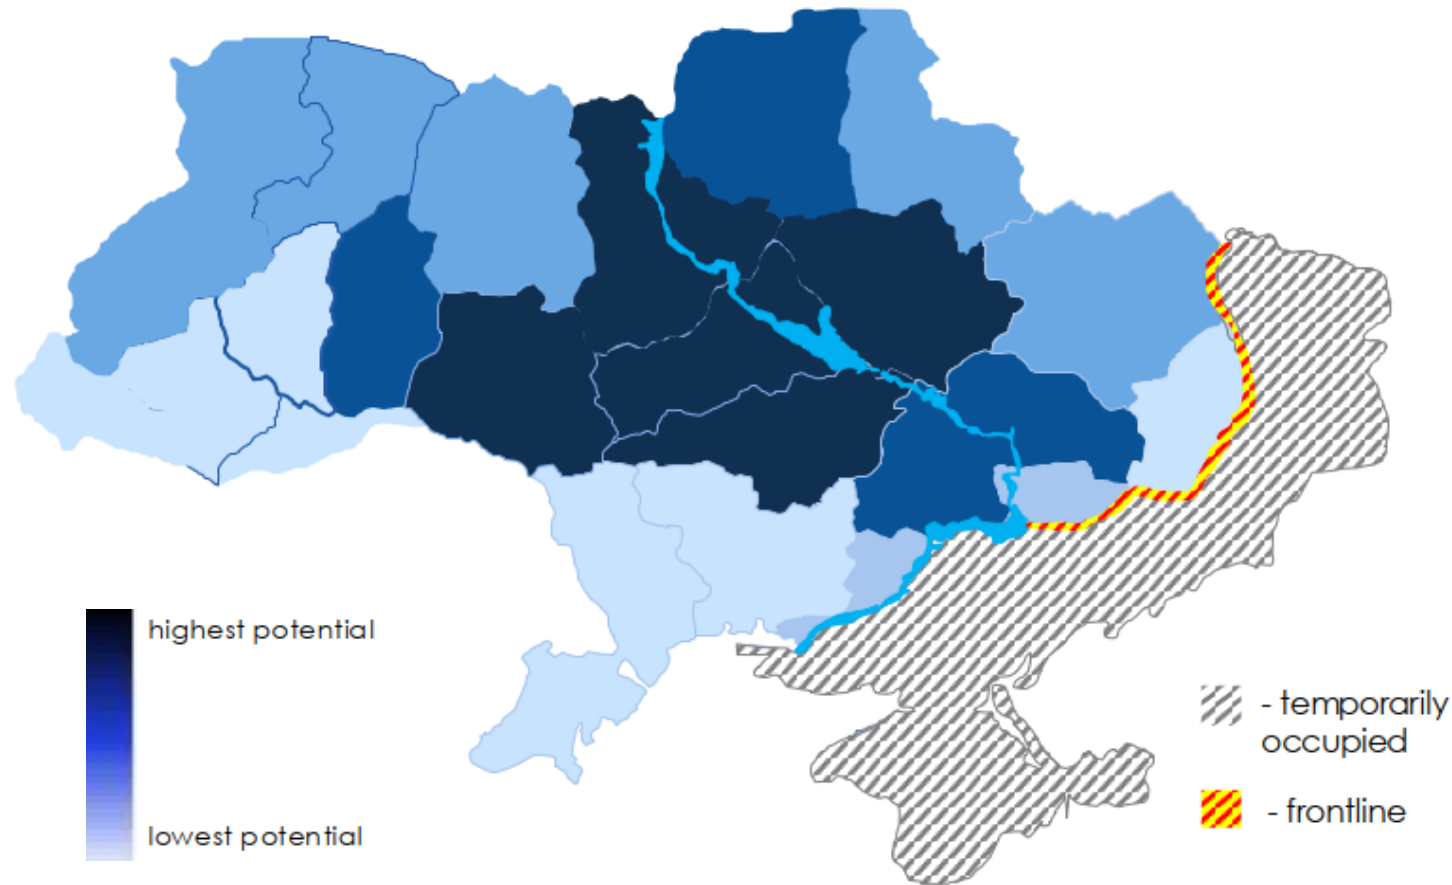 highest potential
lowest potential
- temporarily
occupied
- frontline